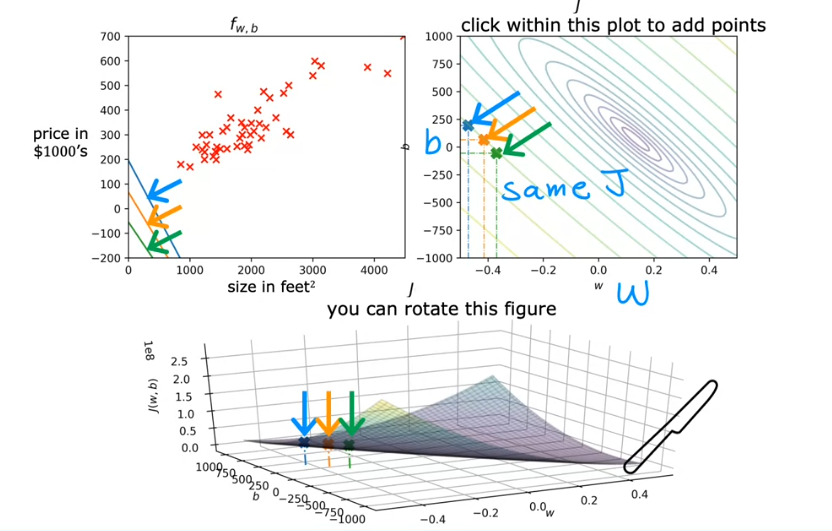 J
f w, b
click within this plot to add points
700
600
500
400
300
200
100
0
−100
−200
price in
$1000's
0
1000
2000
3000
4000
size in feet²
1000
750
500
250
0
−250
−500
−750
−1000
b
b
same J
−0.4
−0.2
0.0
0.2
0.4
w
W
J
you can rotate this figure
1e8
2.5
2.0
1.5
1.0
0.5
0.0
J(w, b)
1000
750
500
250
0
−250
−500
−750
−1000
b
−0.4
−0.2
0.0
0.2
0.4
w